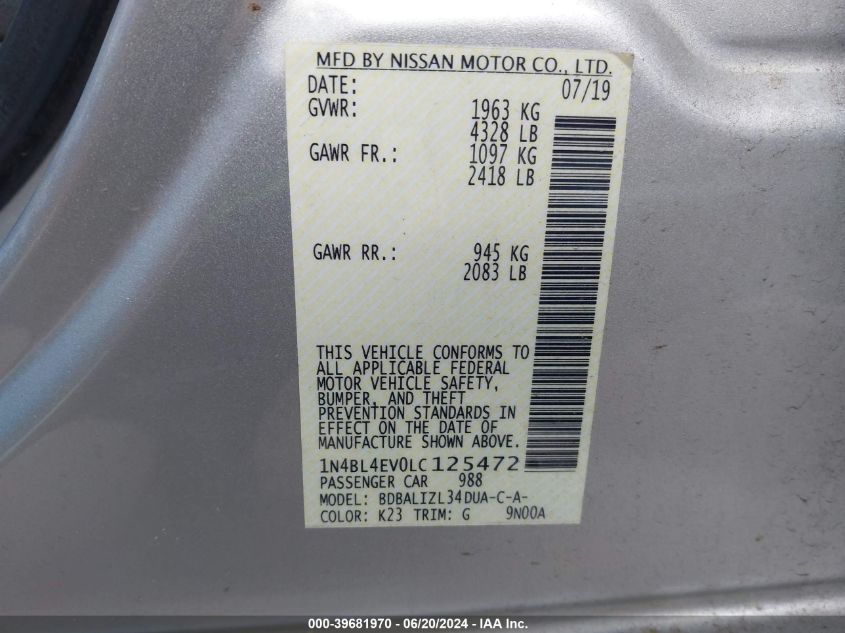 MFD BY NISSAN MOTOR CO., LTD.
DATE: 07/19
GVWR: 1963 KG
4328 LB
GAWR FR.: 1097 KG
2418 LB
GAWR RR.: 945 KG
2083 LB
THIS VEHICLE CONFORMS TO
ALL APPLICABLE FEDERAL
MOTOR VEHICLE SAFETY,
BUMPER, AND THEFT
PREVENTION STANDARDS IN
EFFECT ON THE DATE OF
MANUFACTURE SHOWN ABOVE.
1N4BL4EV0LC125472
PASSENGER CAR 988
MODEL: BDBALIZL34DUA-C-A-
COLOR: K23 TRIM: G 9N00A
000-39681970 - 06/20/2024 - IAA Inc.